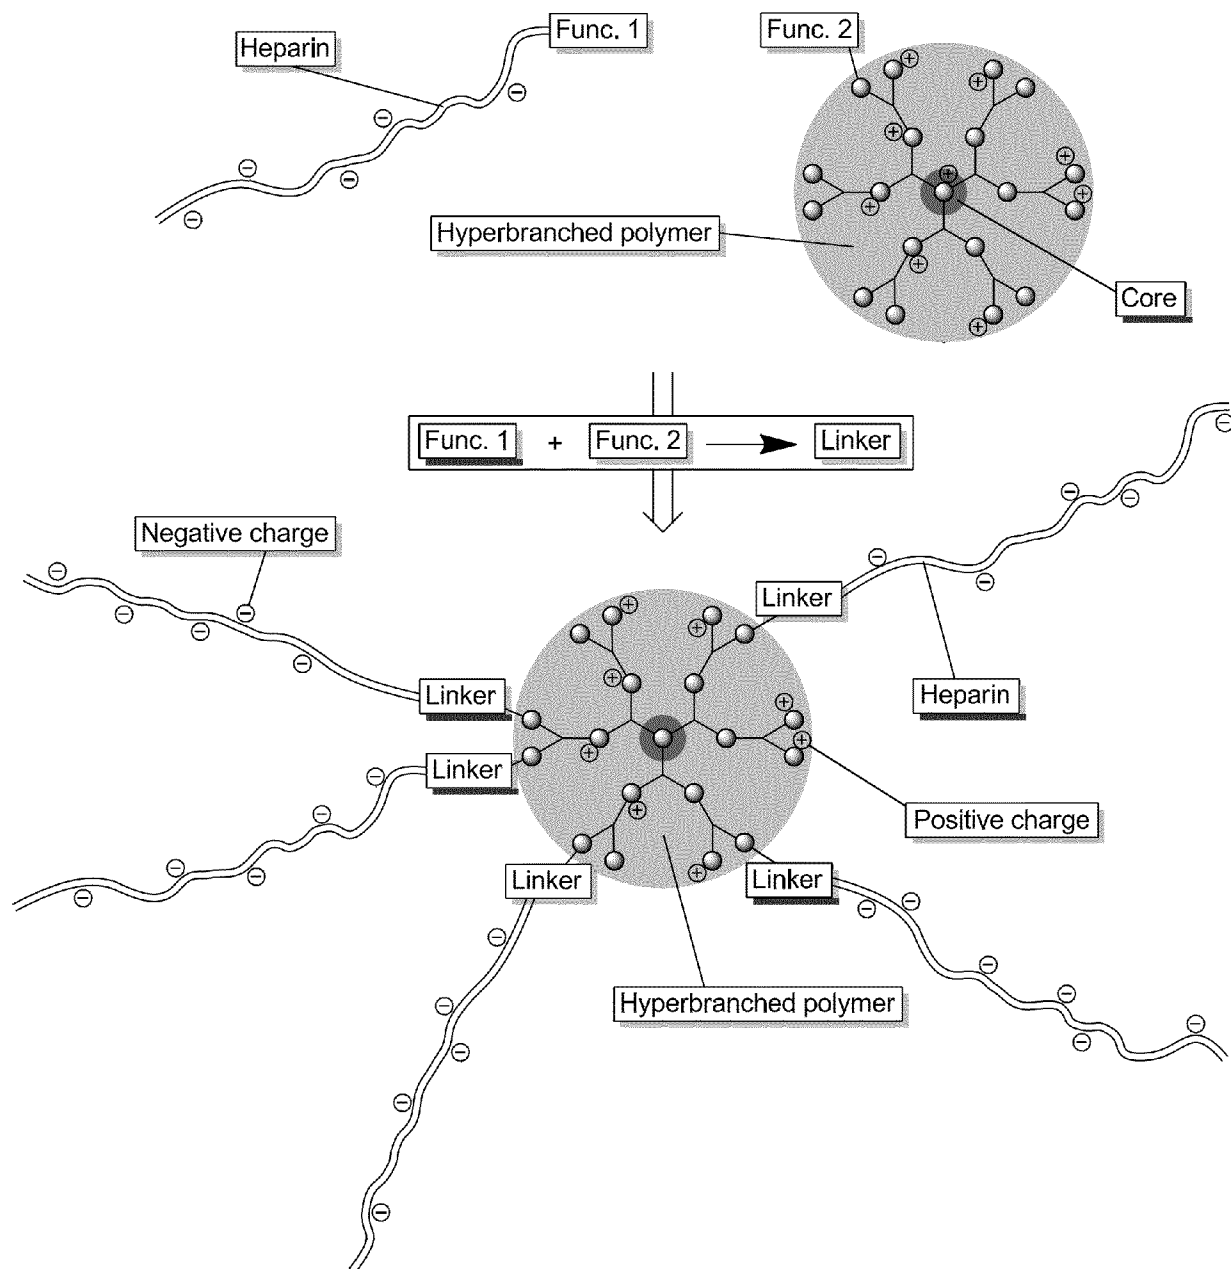 Func. 1
Func. 2
Heparin
Hyperbranched polymer
Core
Func. 1 + Func. 2 Linker
Negative charge
Linker
Heparin
Linker
Linker
Positive charge
Linker
Linker
Hyperbranched polymer